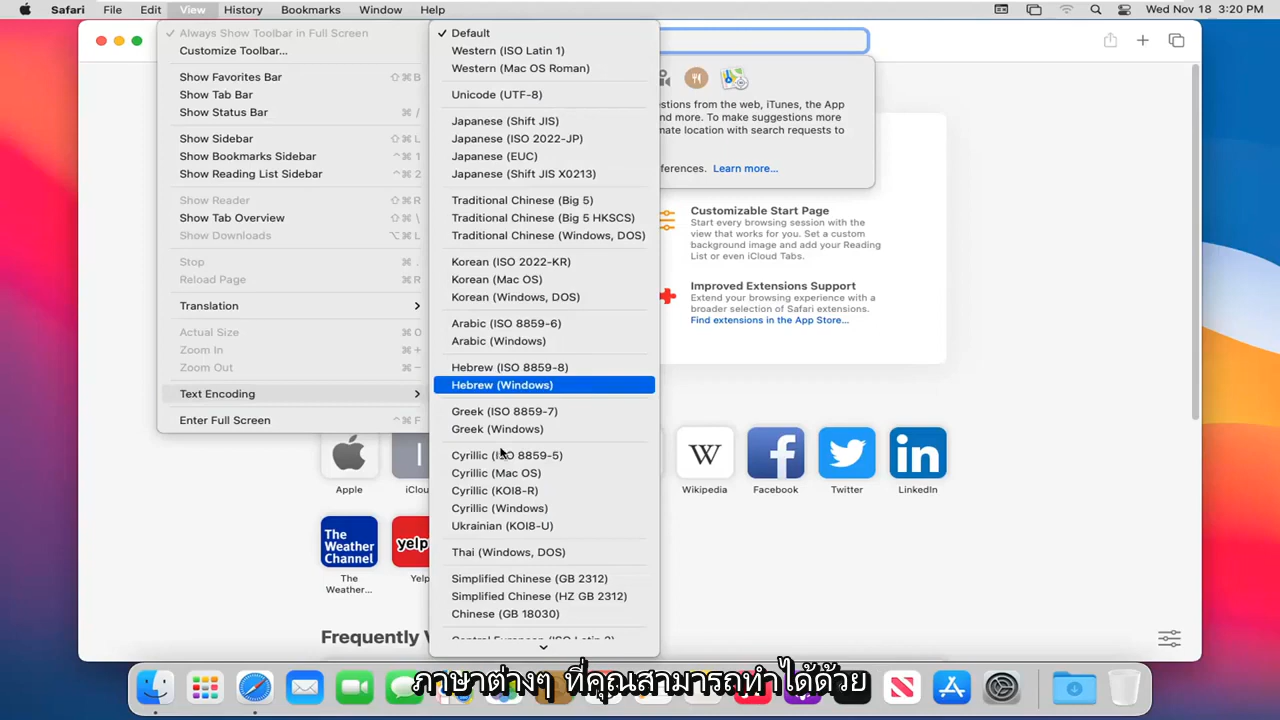 Safari File Edit View History Bookmarks Window Help
Wed Nov 18 3:20 PM
Always Show Toolbar in Full Screen
Customize Toolbar...
Show Favorites Bar ⇧⌘B
Show Tab Bar
Show Status Bar ⌘/
Show Sidebar ⇧⌘L
Show Bookmarks Sidebar ^⌘1
Show Reading List Sidebar ^⌘2
Show Reader ⇧⌘R
Show Tab Overview ⇧⌘\
Show Downloads ⌥⌘L
Stop ⌘.
Reload Page ⌘R
Translation
Actual Size ⌘0
Zoom In ⌘+
Zoom Out ⌘-
Text Encoding
Enter Full Screen ^⌘F
Default
Western (ISO Latin 1)
Western (Mac OS Roman)
Unicode (UTF-8)
Japanese (Shift JIS)
Japanese (ISO 2022-JP)
Japanese (EUC)
Japanese (Shift JIS X0213)
Traditional Chinese (Big 5)
Traditional Chinese (Big 5 HKSCS)
Traditional Chinese (Windows, DOS)
Korean (ISO 2022-KR)
Korean (Mac OS)
Korean (Windows, DOS)
Arabic (ISO 8859-6)
Arabic (Windows)
Hebrew (ISO 8859-8)
Hebrew (Windows)
Greek (ISO 8859-7)
Greek (Windows)
Cyrillic (ISO 8859-5)
Cyrillic (Mac OS)
Cyrillic (KOI8-R)
Cyrillic (Windows)
Ukrainian (KOI8-U)
Thai (Windows, DOS)
Simplified Chinese (GB 2312)
Simplified Chinese (HZ GB 2312)
Chinese (GB 18030)
Central European (ISO Latin 2)
stions from the web, iTunes, the App
nd more. To make suggestions more
mate location with search requests to
ferences. Learn more...
Customizable Start Page
Start every browsing session with the
view that works for you. Set a custom
background image and add your Reading
List or even iCloud Tabs.
Improved Extensions Support
Extend your browsing experience with a
broader selection of Safari extensions.
Find extensions in the App Store...
Apple iClou Wikipedia Facebook Twitter LinkedIn
The Weather Channel
yelp
The Weather...
Yelp
Frequently V
ภาษาต่างๆ ที่คุณสามารถทำได้ด้วย